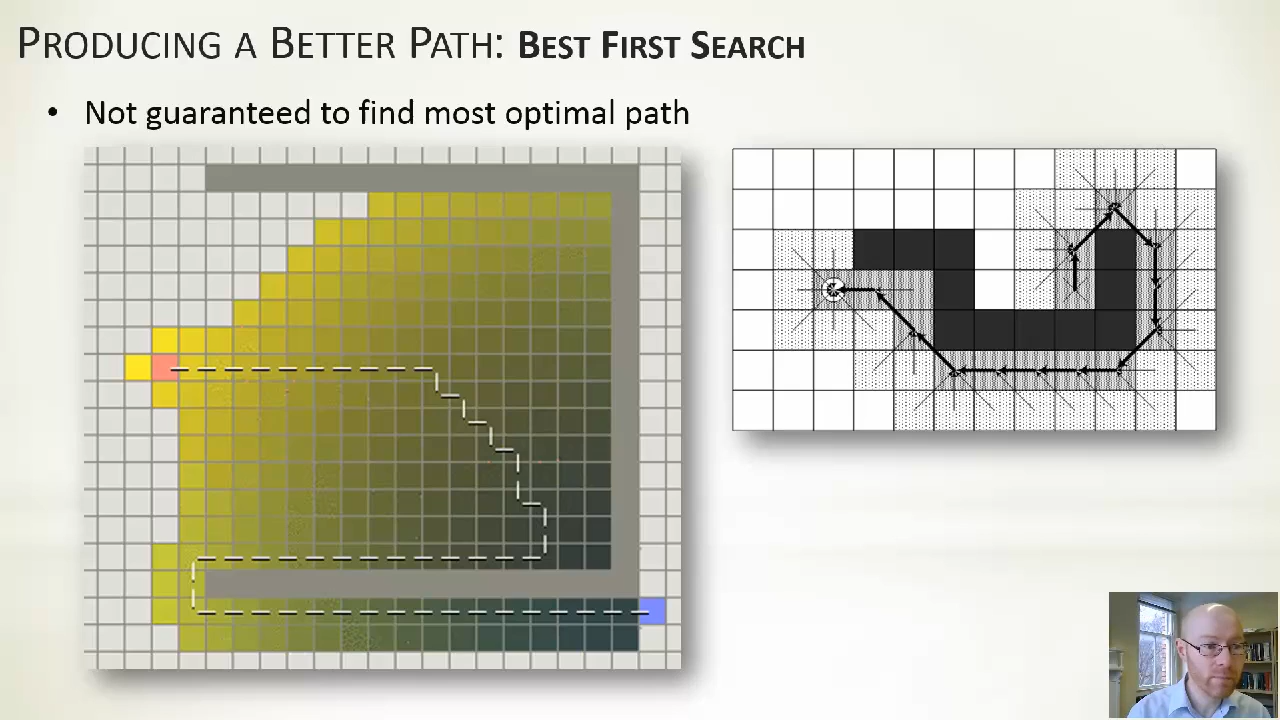 PRODUCING A BETTER PATH: BEST FIRST SEARCH
• Not guaranteed to find most optimal path